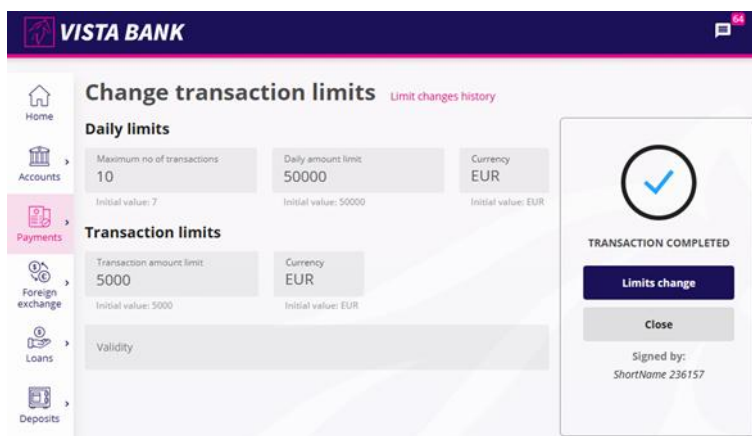 VISTA BANK
64
Home
Accounts
Payments
Foreign
exchange
Loans
Deposits
Change transaction limits Limit changes history
Daily limits
Maximum no of transactions Daily amount limit Currency
10 50000 EUR
Initial value: 7 Initial value: 50000 Initial value: EUR
Transaction limits
Transaction amount limit Currency
5000 EUR
Initial value: 5000 Initial value: EUR
Validity
TRANSACTION COMPLETED
Limits change
Close
Signed by:
ShortName 236157